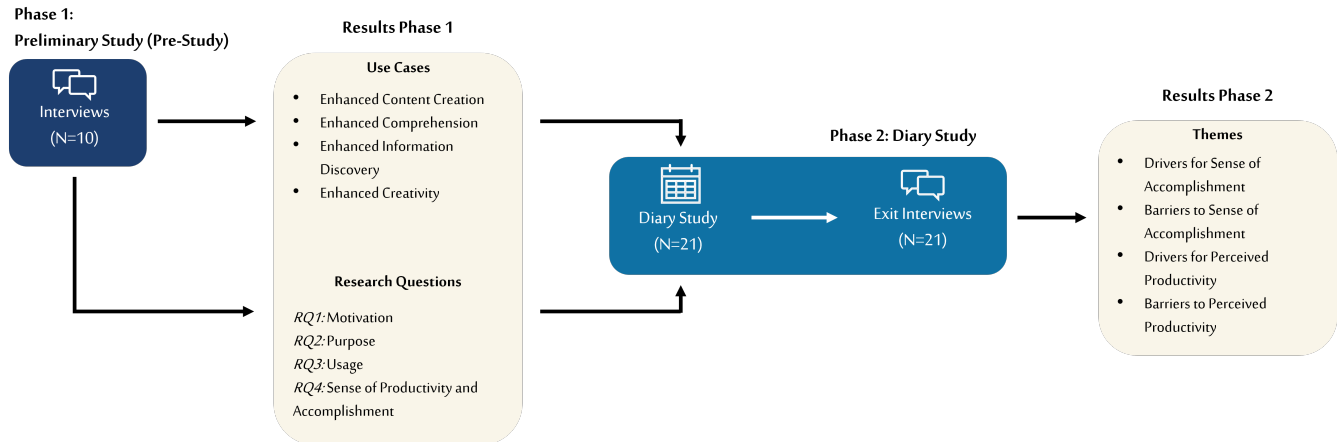 Phase 1:
Preliminary Study (Pre-Study)
Interviews
(N=10)
Results Phase 1
Use Cases
• Enhanced Content Creation
• Enhanced Comprehension
• Enhanced Information
Discovery
• Enhanced Creativity
Research Questions
RQ1: Motivation
RQ2: Purpose
RQ3: Usage
RQ4: Sense of Productivity and
Accomplishment
Phase 2: Diary Study
Diary Study
(N=21)
Exit Interviews
(N=21)
Results Phase 2
Themes
• Drivers for Sense of
Accomplishment
• Barriers to Sense of
Accomplishment
• Drivers for Perceived
Productivity
• Barriers to Perceived
Productivity